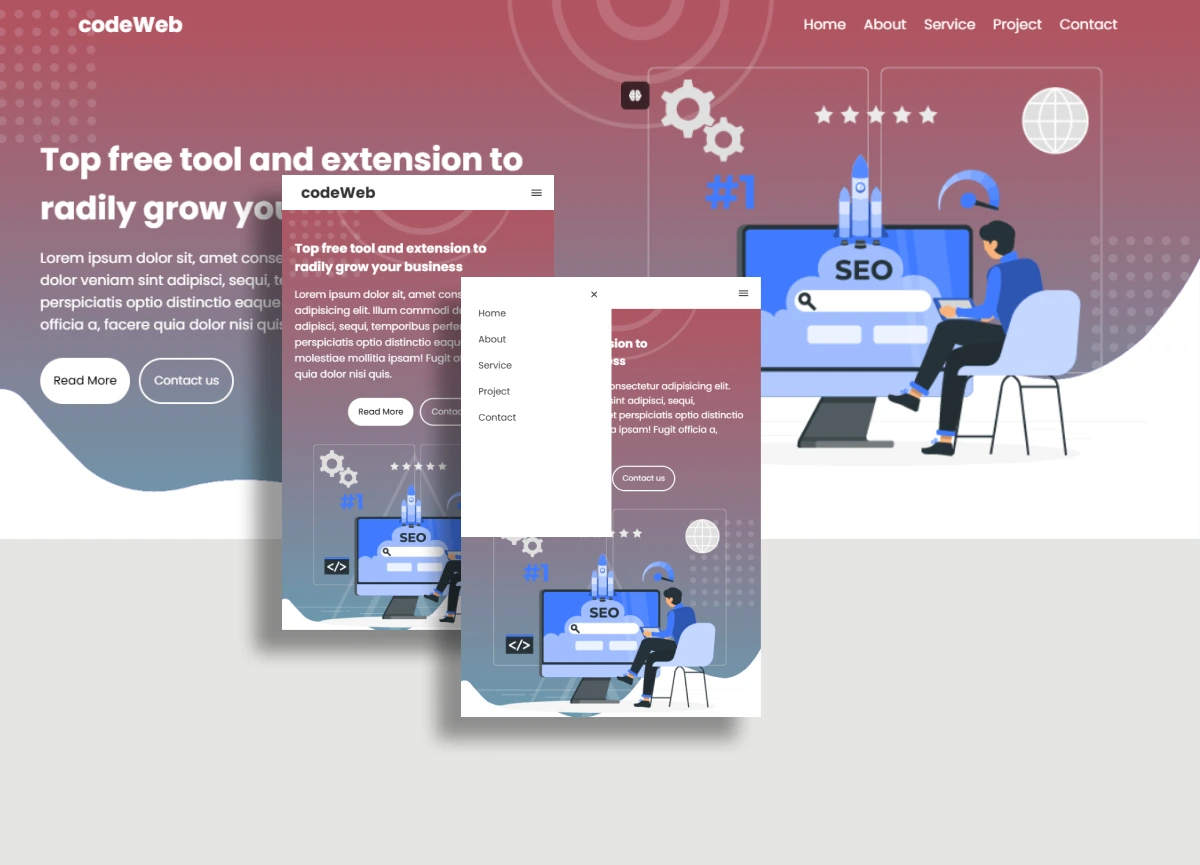 codeWeb
Home About Service Project Contact
Top free tool and extension to
radily grow you
Lorem ipsum dolor sit, amet conse
dolor veniam sint adipisci, sequi, t
perspiciatis optio distinctio eaque
officia a, facere quia dolor nisi quis
Read More Contact us
#1
SEO
codeWeb
Top free tool and extension to
radily grow your business
Lorem ipsum dolor sit, amet cons
adipisicing elit. Illum commodi d
adipisci, sequi, temporibus perfe
perspiciatis optio distinctio eaqu
molestiae mollitia ipsam! Fugit o
quia dolor nisi quis.
Read More Contac
#1
SEO
</>
Home
About
Service
Project
Contact
sion to
ess
onsectetur adipisicing elit.
sint adipisci, sequi,
et perspiciatis optio distinctio
a ipsam! Fugit officia a,
Contact us
#1
SEO
</>